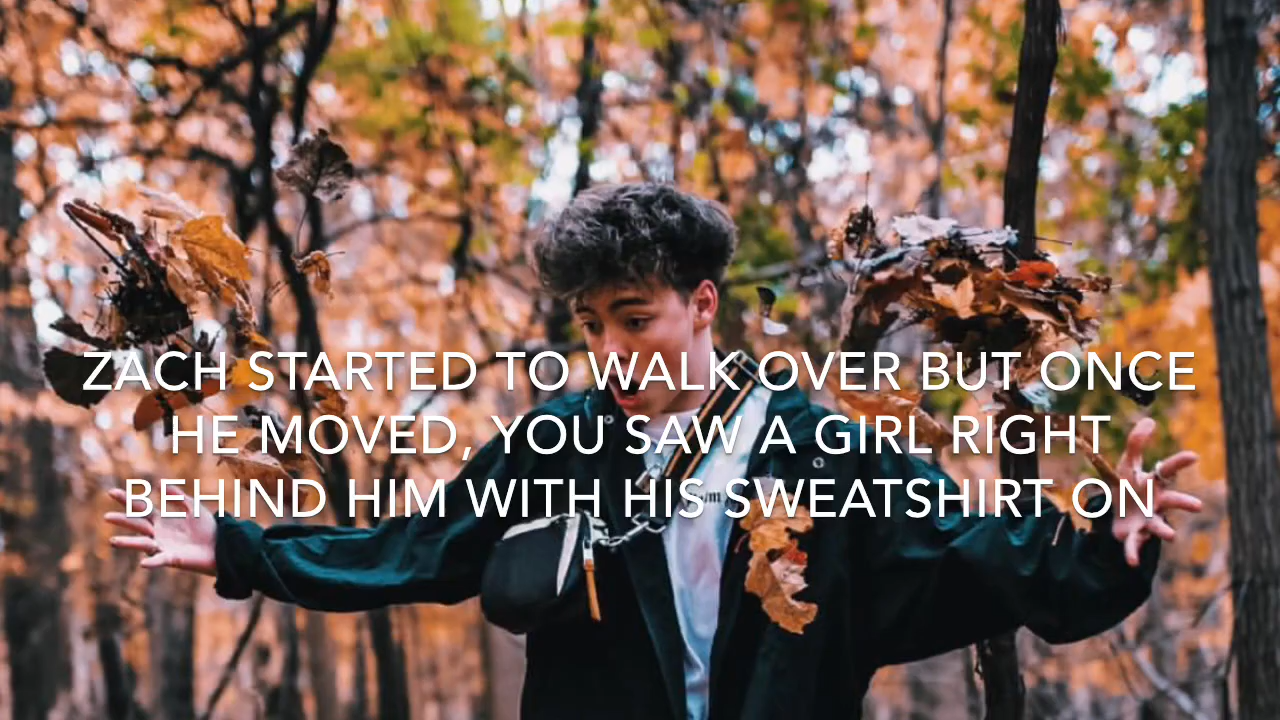 ZACH STARTED TO WALK OVER BUT ONCE
HE MOVED, YOU SAW A GIRL RIGHT
BEHIND HIM WITH HIS SWEATSHIRT ON